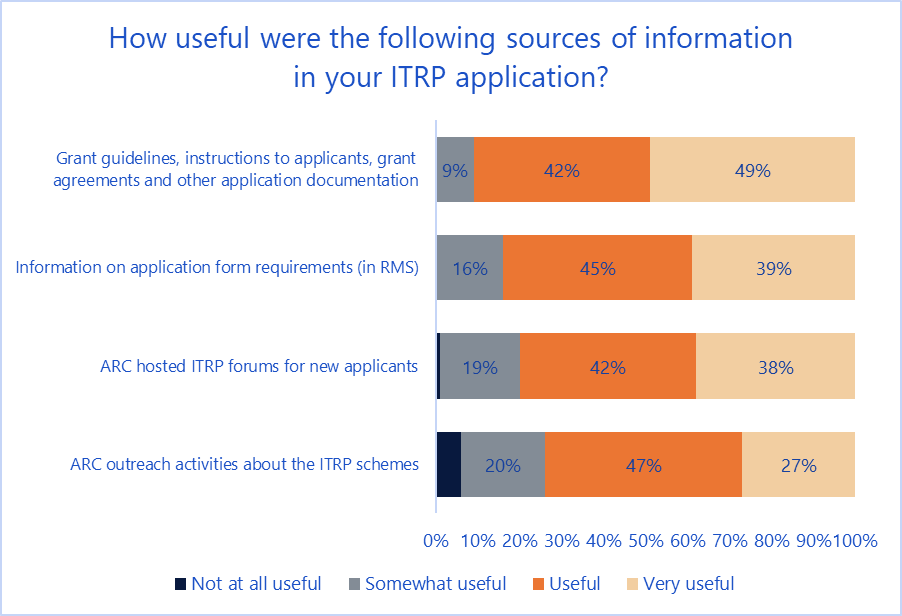 How useful were the following sources of information
in your ITRP application?
Grant guidelines, instructions to applicants, grant
agreements and other application documentation
9% 42% 49%
Information on application form requirements (in RMS)
16% 45% 39%
ARC hosted ITRP forums for new applicants
19% 42% 38%
ARC outreach activities about the ITRP schemes
20% 47% 27%
0% 10% 20% 30% 40% 50% 60% 70% 80% 90% 100%
Not at all useful Somewhat useful Useful Very useful